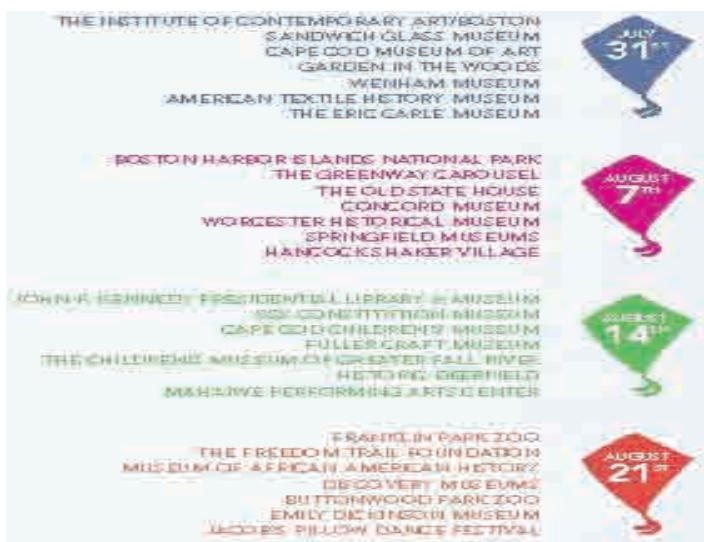 THE INSTITUTE OF CONTEMPORARY ART/BOSTON
SANDWICH GLASS MUSEUM
CAPE COD MUSEUM OF ART
GARDEN IN THE WOODS
WENHAM MUSEUM
AMERICAN TEXTILE HISTORY MUSEUM
THE ERIC CARLE MUSEUM
JULY
31ST
BOSTON HARBOR ISLANDS NATIONAL PARK
THE GREENWAY CAROUSEL
THE OLD STATE HOUSE
CONCORD MUSEUM
WORCESTER HISTORICAL MUSEUM
SPRINGFIELD MUSEUMS
HANCOCK SHAKER VILLAGE
AUGUST
7TH
JOHN F. KENNEDY PRESIDENTIAL LIBRARY & MUSEUM
USS CONSTITUTION MUSEUM
CAPE COD CHILDREN'S MUSEUM
FULLER CRAFT MUSEUM
THE CHILDREN'S MUSEUM OF GREATER FALL RIVER
HISTORIC DEERFIELD
MAHAIWE PERFORMING ARTS CENTER
AUGUST
14TH
FRANKLIN PARK ZOO
THE FREEDOM TRAIL FOUNDATION
MUSEUM OF AFRICAN AMERICAN HISTORY
DISCOVERY MUSEUMS
BUTTONWOOD PARK ZOO
EMILY DICKINSON MUSEUM
JACOB'S PILLOW DANCE FESTIVAL
AUGUST
21ST